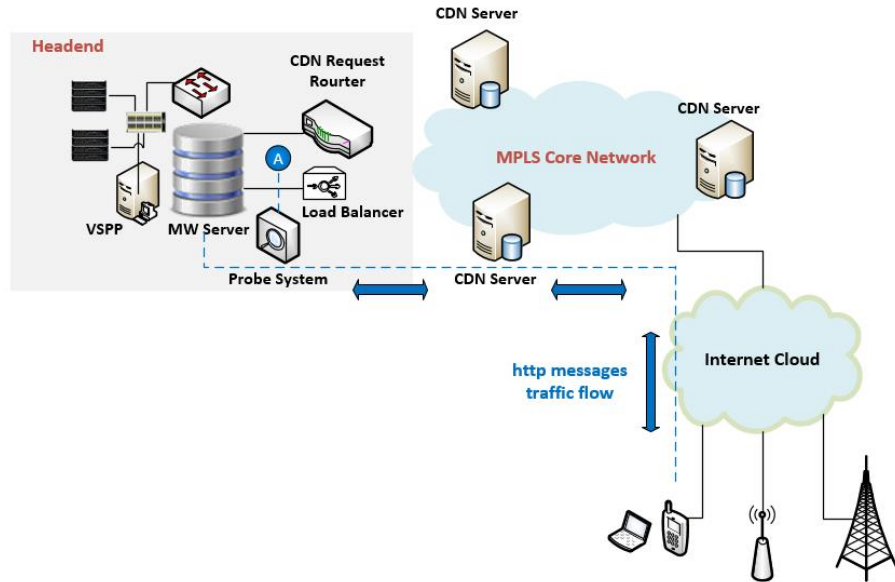 CDN Server
Headend
CDN Request
Rourter
CDN Server
MPLS Core Network
A
Load Balancer
VSPP
MW Server
Probe System
CDN Server
Internet Cloud
http messages
traffic flow